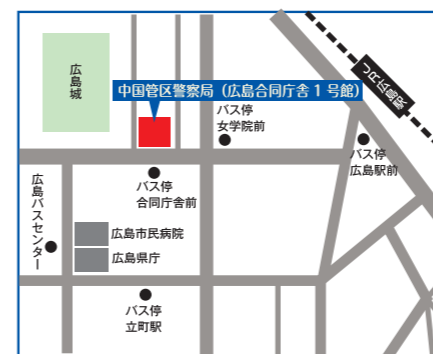 広島城
中国管区警察局（広島合同庁舎１号館）
JR広島駅
バス停
女学院前
バス停
広島駅前
バス停
合同庁舎前
広島バスセンター
広島市民病院
広島県庁
バス停
立町駅